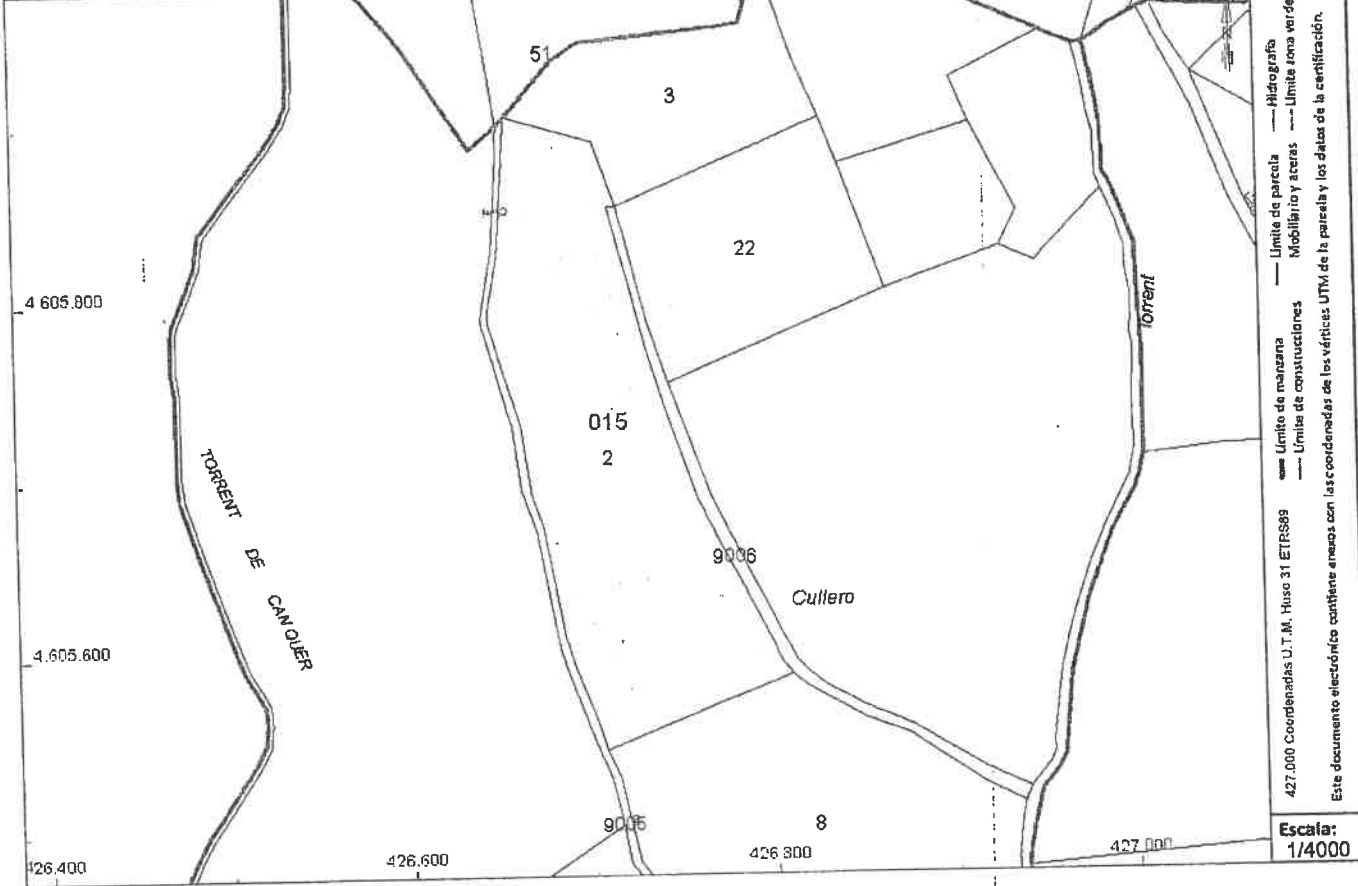 51
3
22
4 605.800
Torrent
015
2
TORRENT DE CAN QUER
9006
Cullero
4.605.600
9005
8
426.400
426.600
426 800
427 000
427.000 Coordenadas U.T.M. Huso 31 ETRS89
Límite de manzana
Límite de parcela
Hidrografía
Límite de construcciones
Mobiliario y aceras
Límite zona verde
Este documento electrónico contiene anexos con las coordenadas de los vértices UTM de la parcela y los datos de la certificación.
Escala:
1/4000